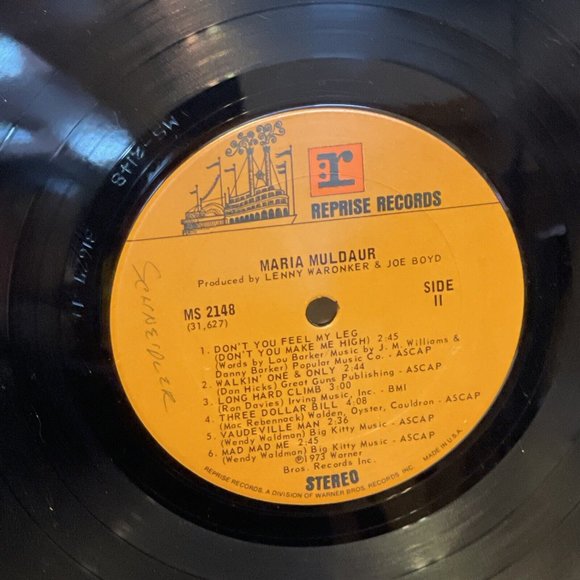 r
REPRISE RECORDS
MARIA MULDAUR
Produced by LENNY WARONKER & JOE BOYD
MS 2148
(31,627)
SIDE
II
1. DON'T YOU FEEL MY LEG
(DON'T YOU MAKE ME HIGH) 2:45
(Words by Lou Barker/Music by J. M. Williams &
Danny Barker) Popular Music Co. - ASCAP
2. WALKIN' ONE & ONLY 2:44
(Dan Hicks) Great Guns Publishing - ASCAP
3. LONG HARD CLIMB 3:00
(Ron Davies) Irving Music, Inc. - BMI
4. THREE DOLLAR BILL 4:08
(Mac Rebennack) Walden, Oyster, Cauldron - ASCAP
5. VAUDEVILLE MAN 2:36
(Wendy Waldman) Big Kitty Music - ASCAP
6. MAD MAD ME 2:45
(Wendy Waldman) Big Kitty Music - ASCAP
℗1973 Warner
Bros. Records Inc.
STEREO
REPRISE RECORDS, A DIVISION OF WARNER BROS. RECORDS INC.
MADE IN U.S.A.
SCHNEIDLER
MS-2148